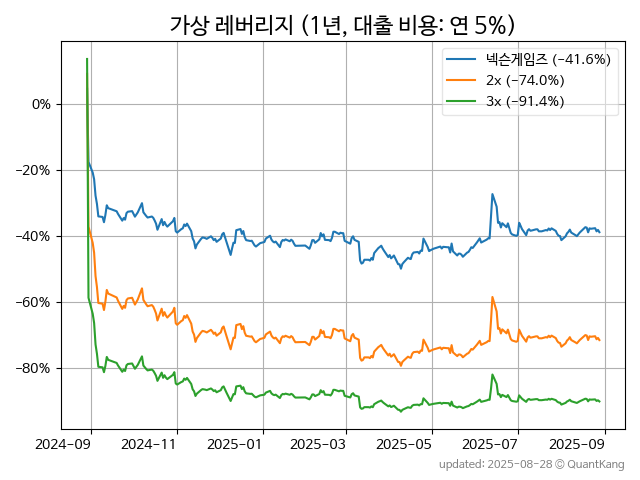 가상 레버리지 (1년, 대출 비용: 연 5%)
넥슨게임즈 (−41.6%)
2x (−74.0%)
3x (−91.4%)
0%
−20%
−40%
−60%
−80%
2024-09 2024-11 2025-01 2025-03 2025-05 2025-07 2025-09
updated: 2025-08-28 © QuantKang